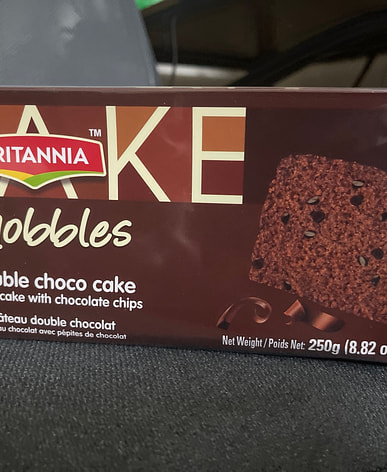 AKE
RITANNIA
TM
obbles
ble choco cake
cake with chocolate chips
âteau double chocolat
au chocolat avec pépites de chocolat
Net Weight / Poids Net: 250g (8.82 o